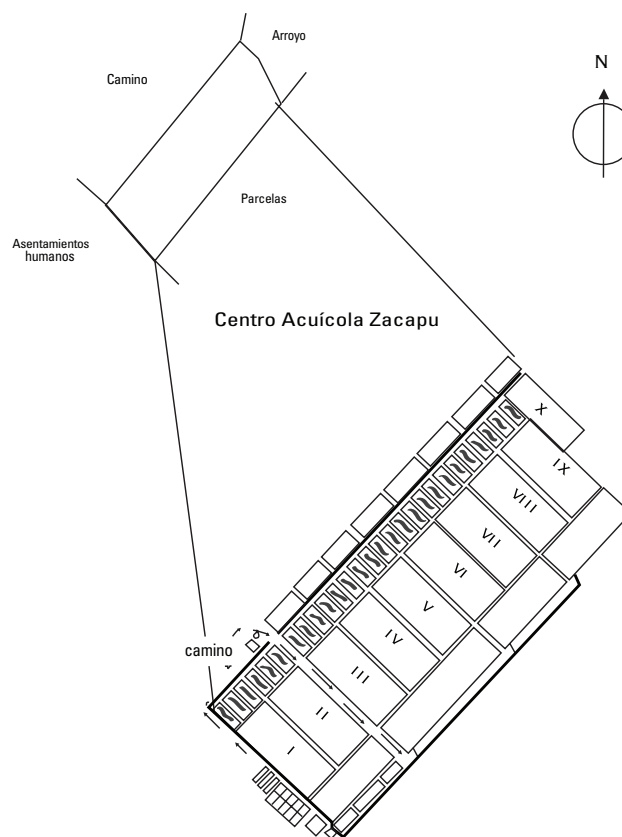 Arroyo
Camino
N
Parcelas
Asentamientos
humanos
Centro Acuícola Zacapu
X
IX
VIII
VII
VI
V
IV
camino
III
II
I